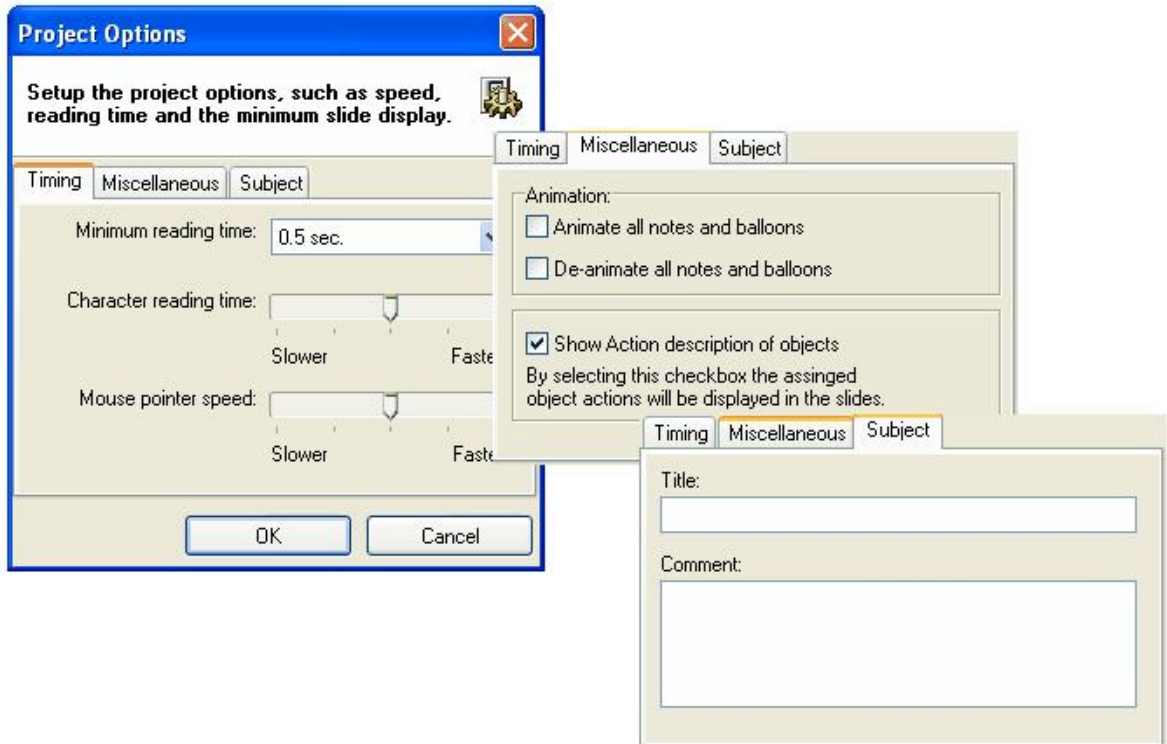 Project Options
Setup the project options, such as speed,
reading time and the minimum slide display.
Timing Miscellaneous Subject
Minimum reading time: 0.5 sec.
Character reading time:
Slower Faste
Mouse pointer speed:
Slower Faste
OK Cancel
Timing Miscellaneous Subject
Animation:
Animate all notes and balloons
De-animate all notes and balloons
Show Action description of objects
By selecting this checkbox the assinged
object actions will be displayed in the slides.
Timing Miscellaneous Subject
Title:
Comment: